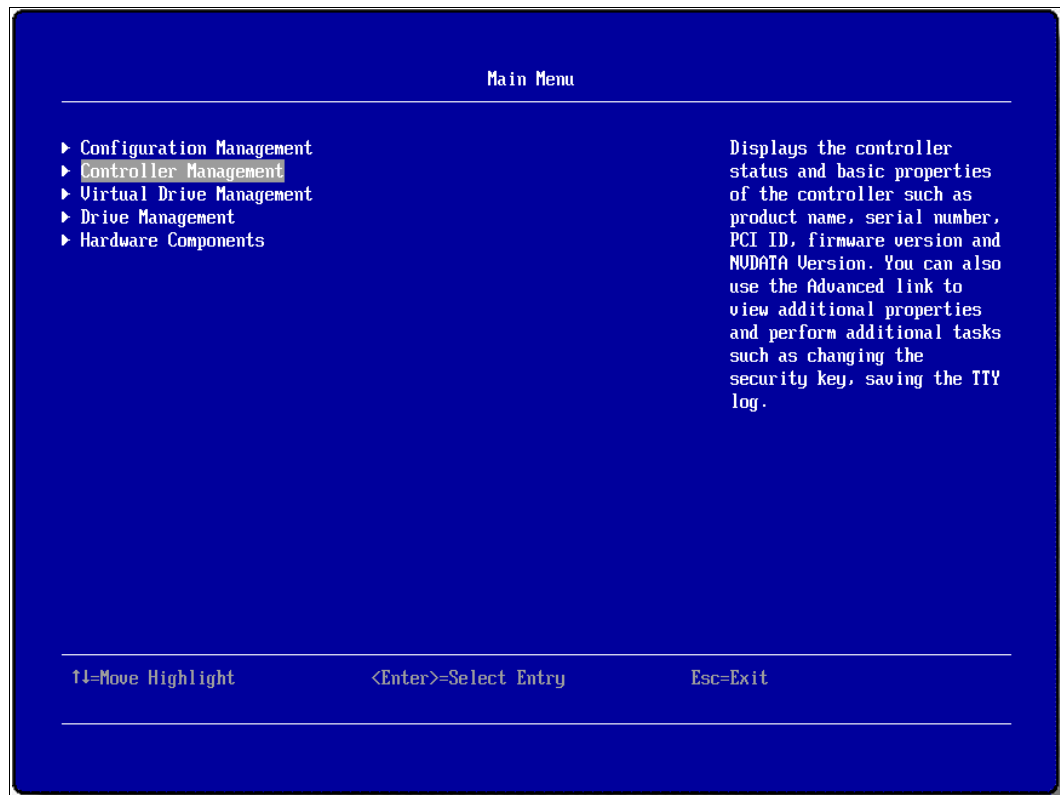 Main Menu
▶ Configuration Management
▶ Controller Management
▶ Virtual Drive Management
▶ Drive Management
▶ Hardware Components
Displays the controller
status and basic properties
of the controller such as
product name, serial number,
PCI ID, firmware version and
NVDATA Version. You can also
use the Advanced link to
view additional properties
and perform additional tasks
such as changing the
security key, saving the TTY
log.
↑↓=Move Highlight <Enter>=Select Entry Esc=Exit